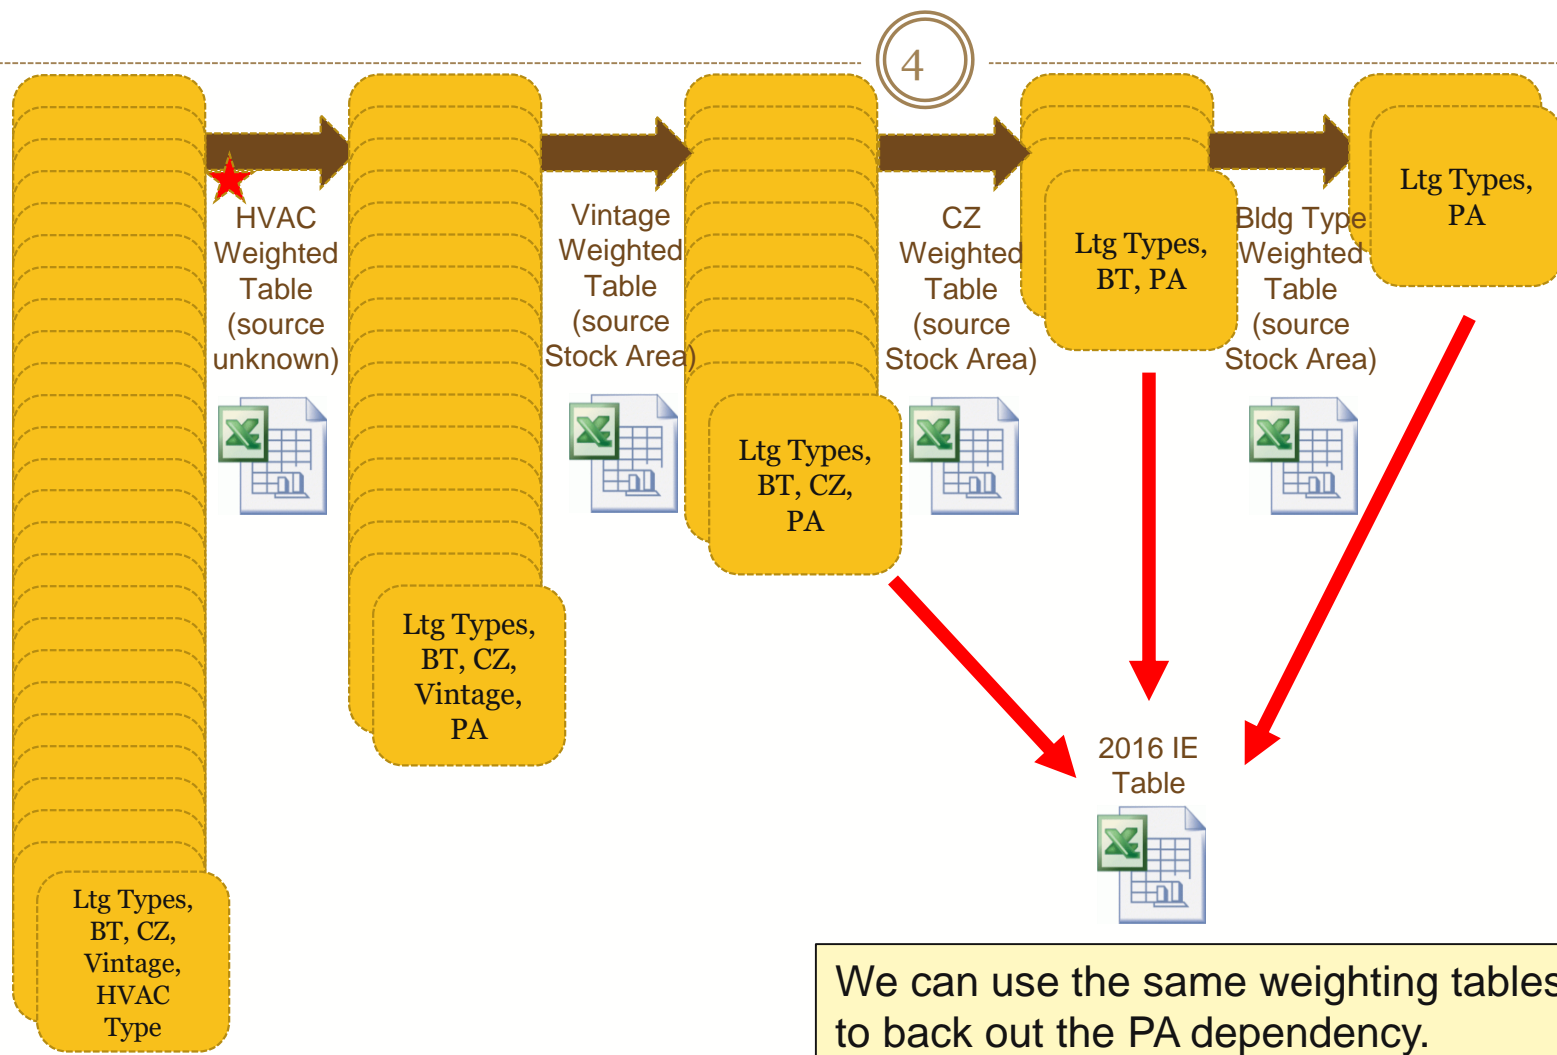 4
HVAC
Weighted
Table
(source
unknown)
Vintage
Weighted
Table
(source
Stock Area)
CZ
Weighted
Table
(source
Stock Area)
Bldg Type
Weighted
Table
(source
Stock Area)
Ltg Types,
PA
Ltg Types,
BT, PA
Ltg Types,
BT, CZ,
PA
Ltg Types,
BT, CZ,
Vintage,
PA
Ltg Types,
BT, CZ,
Vintage,
HVAC
Type
2016 IE
Table
We can use the same weighting tables
to back out the PA dependency.